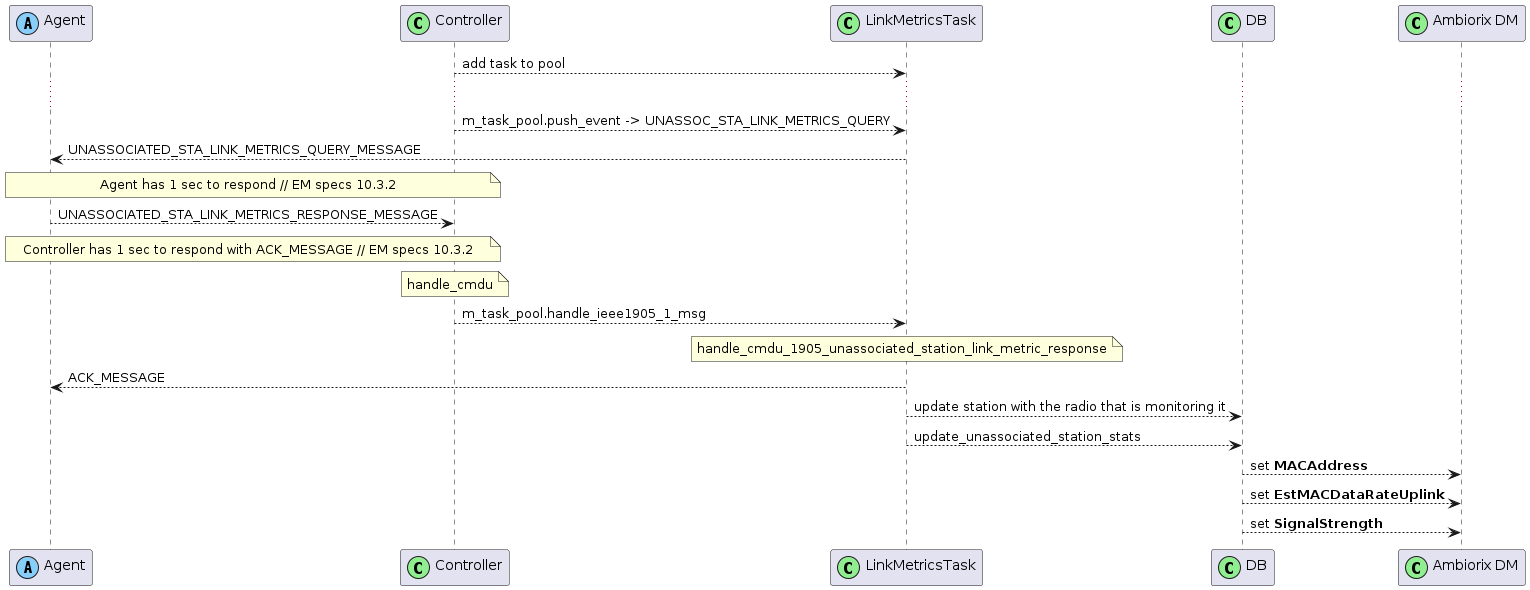 A Agent
C Controller
C LinkMetricsTask
C DB
C Ambiorix DM
add task to pool
m_task_pool.push_event -> UNASSOC_STA_LINK_METRICS_QUERY
UNASSOCIATED_STA_LINK_METRICS_QUERY_MESSAGE
Agent has 1 sec to respond // EM specs 10.3.2
UNASSOCIATED_STA_LINK_METRICS_RESPONSE_MESSAGE
Controller has 1 sec to respond with ACK_MESSAGE // EM specs 10.3.2
handle_cmdu
m_task_pool.handle_ieee1905_1_msg
handle_cmdu_1905_unassociated_station_link_metric_response
ACK_MESSAGE
update station with the radio that is monitoring it
update_unassociated_station_stats
set MACAddress
set EstMACDataRateUplink
set SignalStrength
A Agent
C Controller
C LinkMetricsTask
C DB
C Ambiorix DM